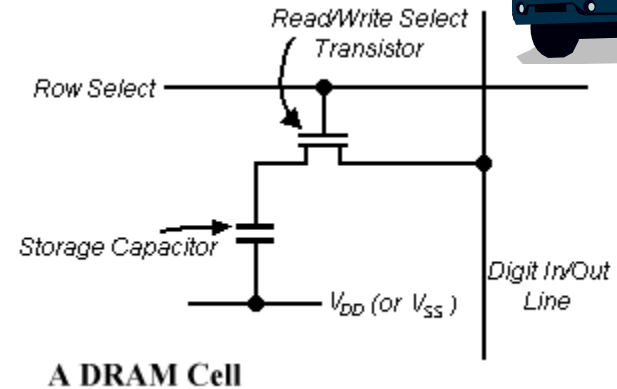 Read/Write Select
Transistor
Row Select
Storage Capacitor
Digit In/Out
Line
VDD (or VSS )
A DRAM Cell